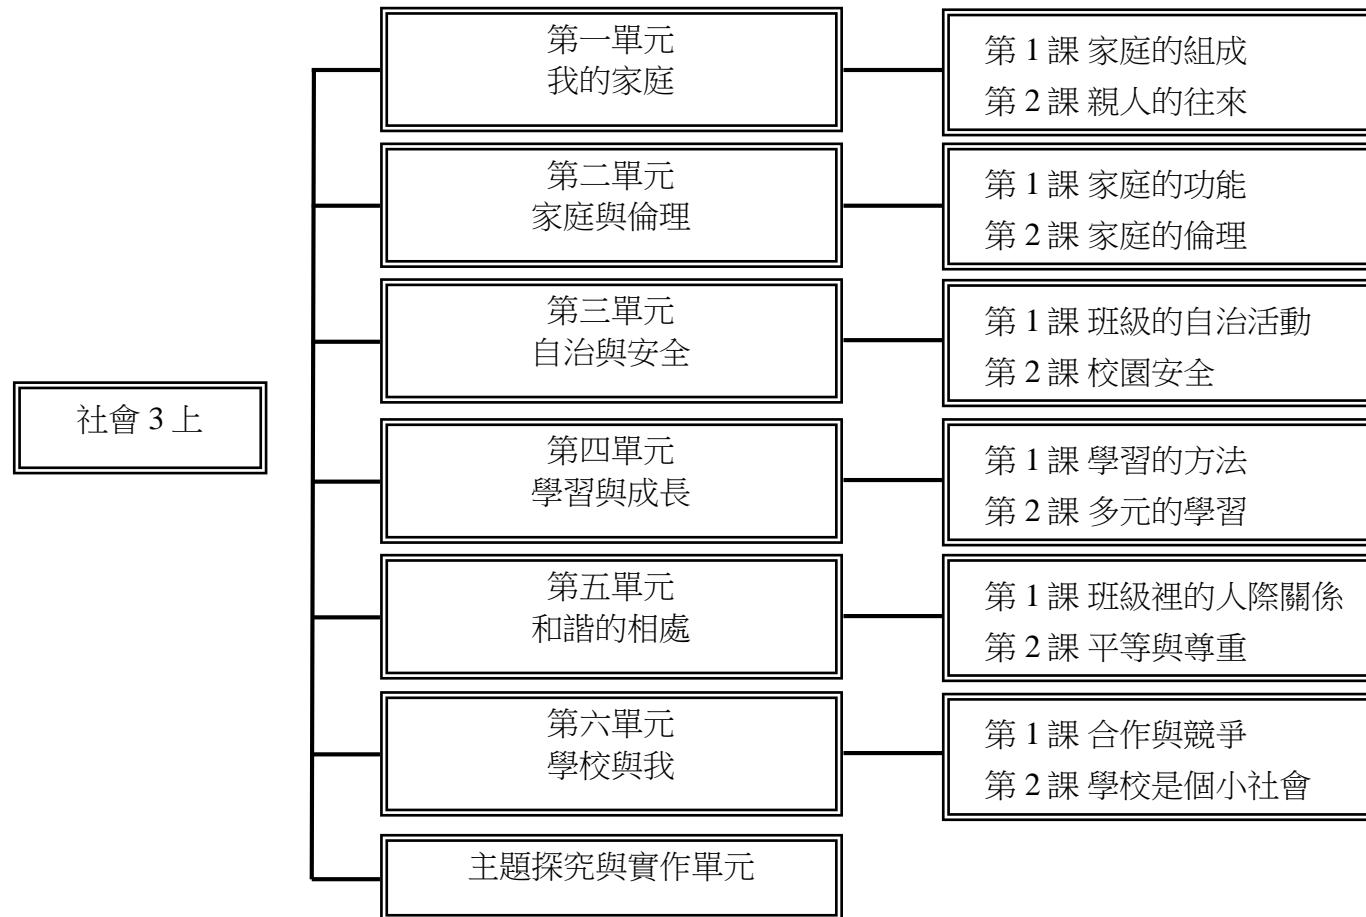 社會 3 上
第一單元
我的家庭
第 1 課 家庭的組成
第 2 課 親人的往來
第二單元
家庭與倫理
第 1 課 家庭的功能
第 2 課 家庭的倫理
第三單元
自治與安全
第 1 課 班級的自治活動
第 2 課 校園安全
第四單元
學習與成長
第 1 課 學習的方法
第 2 課 多元的學習
第五單元
和諧的相處
第 1 課 班級裡的人際關係
第 2 課 平等與尊重
第六單元
學校與我
第 1 課 合作與競爭
第 2 課 學校是個小社會
主題探究與實作單元